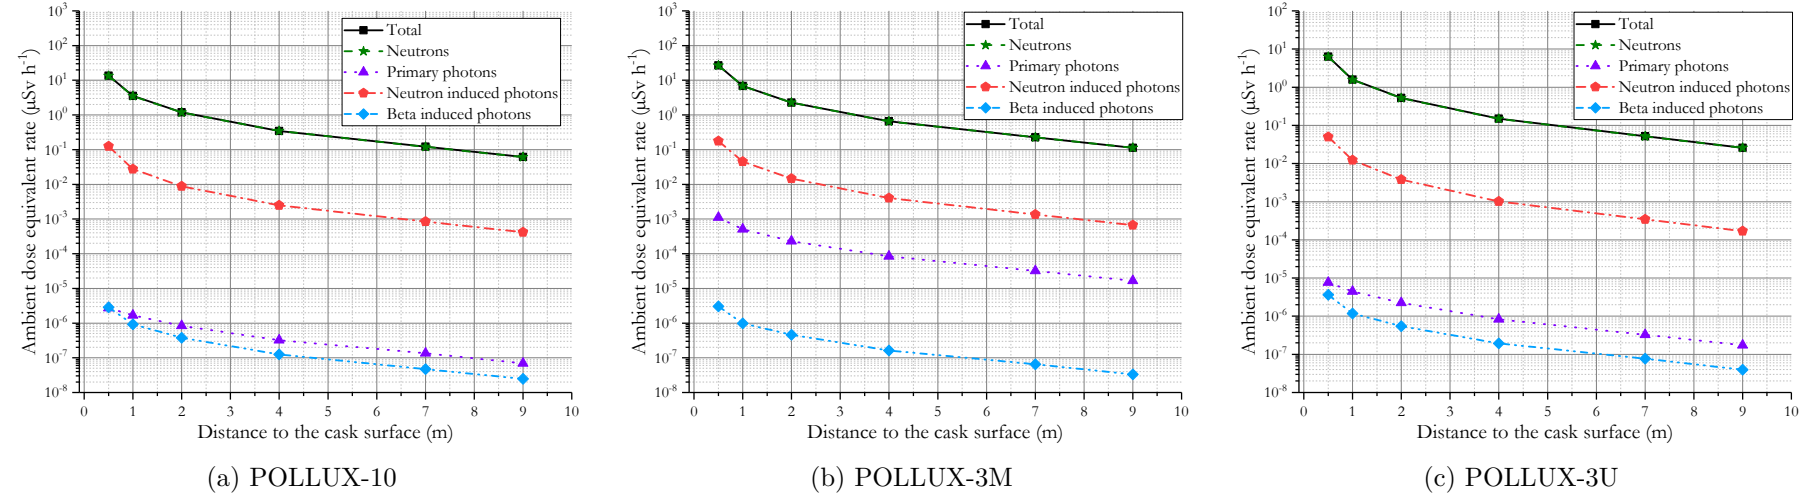 10³
10²
10¹
10⁰
10⁻¹
10⁻²
10⁻³
10⁻⁴
10⁻⁵
10⁻⁶
10⁻⁷
10⁻⁸
Ambient dose equivalent rate (µSv h⁻¹)
Total
Neutrons
Primary photons
Neutron induced photons
Beta induced photons
0 1 2 3 4 5 6 7 8 9 10
Distance to the cask surface (m)
(a) POLLUX-10
10³
10²
10¹
10⁰
10⁻¹
10⁻²
10⁻³
10⁻⁴
10⁻⁵
10⁻⁶
10⁻⁷
10⁻⁸
Ambient dose equivalent rate (µSv h⁻¹)
Total
Neutrons
Primary photons
Neutron induced photons
Beta induced photons
0 1 2 3 4 5 6 7 8 9 10
Distance to the cask surface (m)
(b) POLLUX-3M
10²
10¹
10⁰
10⁻¹
10⁻²
10⁻³
10⁻⁴
10⁻⁵
10⁻⁶
10⁻⁷
10⁻⁸
Ambient dose equivalent rate (µSv h⁻¹)
Total
Neutrons
Primary photons
Neutron induced photons
Beta induced photons
0 1 2 3 4 5 6 7 8 9 10
Distance to the cask surface (m)
(c) POLLUX-3U